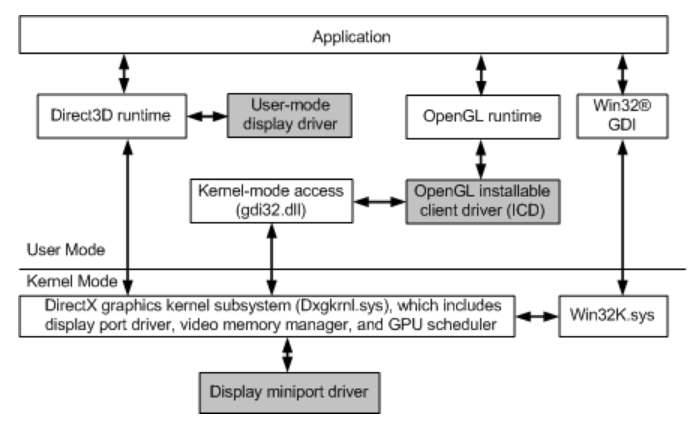 Application
Direct3D runtime
User-mode
display driver
OpenGL runtime
Win32®
GDI
Kernel-mode access
(gdi32.dll)
OpenGL installable
client driver (ICD)
User Mode
Kernel Mode
DirectX graphics kernel subsystem (Dxgkrnl.sys), which includes
display port driver, video memory manager, and GPU scheduler
Win32K.sys
Display miniport driver